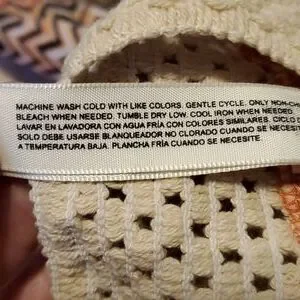 MACHINE WASH COLD WITH LIKE COLORS. GENTLE CYCLE. ONLY NON-CH
BLEACH WHEN NEEDED. TUMBLE DRY LOW. COOL IRON WHEN NEEDED.
LAVAR EN LAVADORA CON AGUA FRÍA CON COLORES SIMILARES. CICLO D
SOLO DEBE USARSE BLANQUEADOR NO CLORADO CUANDO SE NECESIT
A TEMPERATURA BAJA. PLANCHA FRÍA CUANDO SE NECESITE.